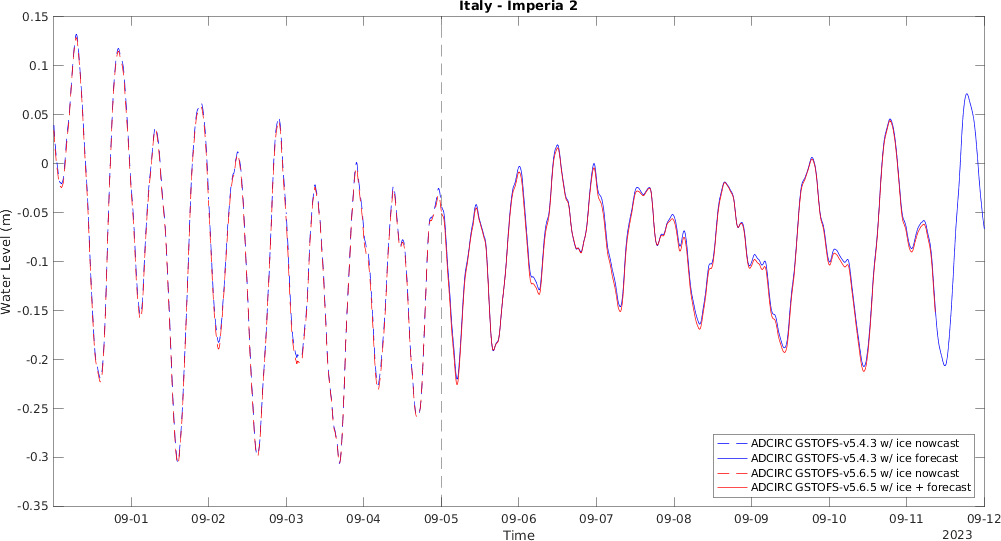 Italy - Imperia 2
Water Level (m)
0.15
0.1
0.05
0
-0.05
-0.1
-0.15
-0.2
-0.25
-0.3
-0.35
ADCIRC GSTOFS-v5.4.3 w/ ice nowcast
ADCIRC GSTOFS-v5.4.3 w/ ice forecast
ADCIRC GSTOFS-v5.6.5 w/ ice nowcast
ADCIRC GSTOFS-v5.6.5 w/ ice + forecast
09-01 09-02 09-03 09-04 09-05 09-06 09-07 09-08 09-09 09-10 09-11 09-12
Time
2023